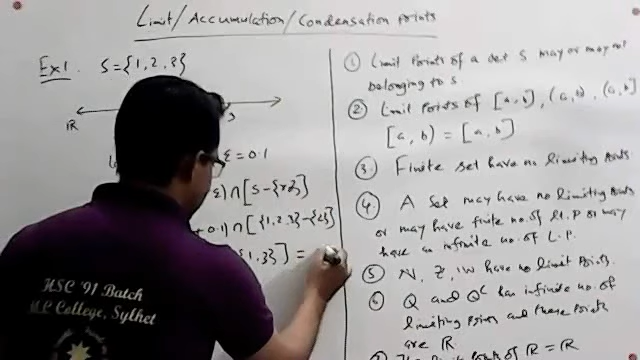 Limit/Accumulation/Condensation points
Ex1. S={1,2,3}
R
ε = 0.1
ε) ∩ [S-{x}]
+ 0.1) ∩ [{1,2,3}-{2}]
{1,3}] =
HSC '91 Batch
M.C College, Sylhet
① Limit points of a set S may or may not
belonging to S.
② Limit points of [a,b], (a,b), (a,b]
[a,b) = [a,b]
③ Finite set have no limiting points.
④ A set may have no limiting points
or may have finite no. of L.P or may
have an infinite no. of L.P.
⑤ N, Z, W have no limit points.
⑥ Q and Qᶜ has infinite no. of
limiting points and these points
are R
points of R = R